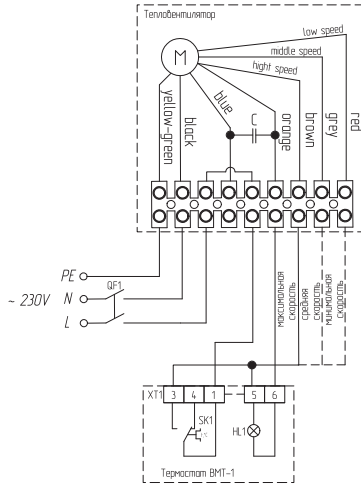 Тепловентилятор
low speed
middle speed
hight speed
M
yellow-green
black
blue
C
orange
brown
grey
red
PE
~ 230V
N
QF1
L
максимальная
скорость
средняя
скорость
минимальная
скорость
XT1
3
4
1
5
6
SK1
t°C
HL1
Термостат ВМТ-1